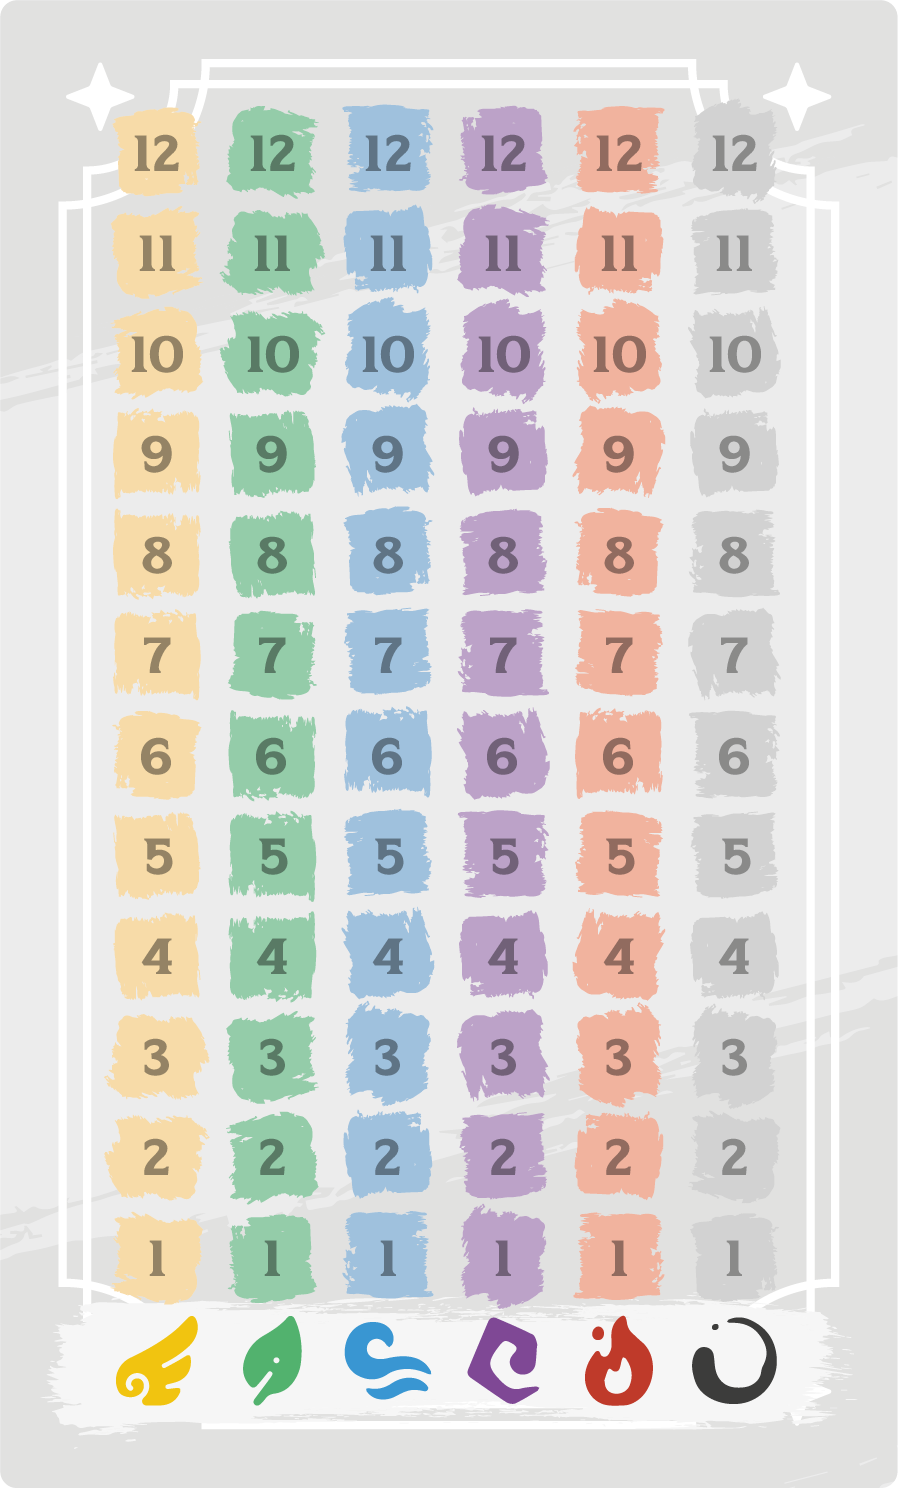 12 12 12 12 12 12
11 11 11 11 11 11
10 10 10 10 10 10
9 9 9 9 9 9
8 8 8 8 8 8
7 7 7 7 7 7
6 6 6 6 6 6
5 5 5 5 5 5
4 4 4 4 4 4
3 3 3 3 3 3
2 2 2 2 2 2
1 1 1 1 1 1